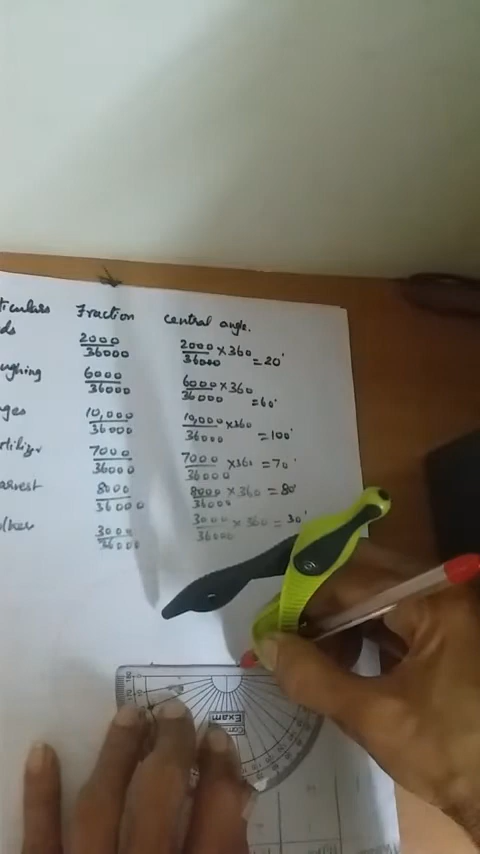 Fraction central angle.
2000/36000 2000/36000 × 360 = 20°
6000/36000 6000/36000 × 360 = 60°
10,000/36000 10,000/36000 × 360 = 100°
7000/36000 7000/36000 × 360 = 70°
8000/36000 8000/36000 × 360 = 80°
3000/36000 3000/36000 × 360 = 30°
Exam